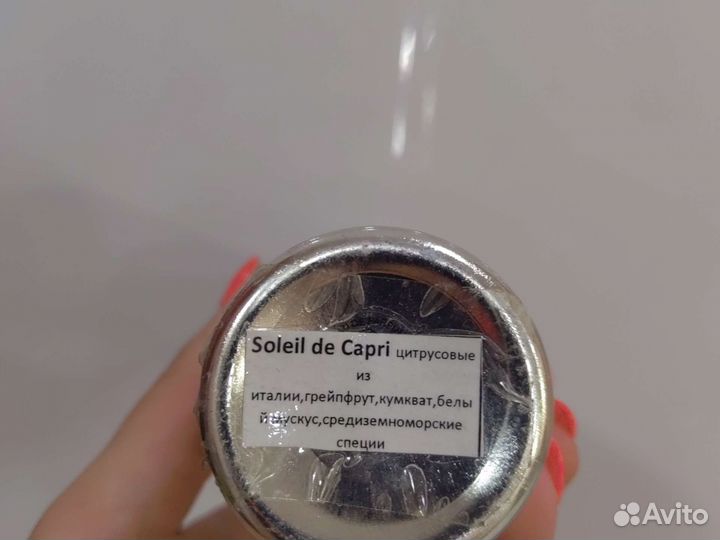 Soleil de Capri цитрусовые
из
италии,грейпфрут,кумкват,белы
й мускус,средиземноморские
специи
Avito